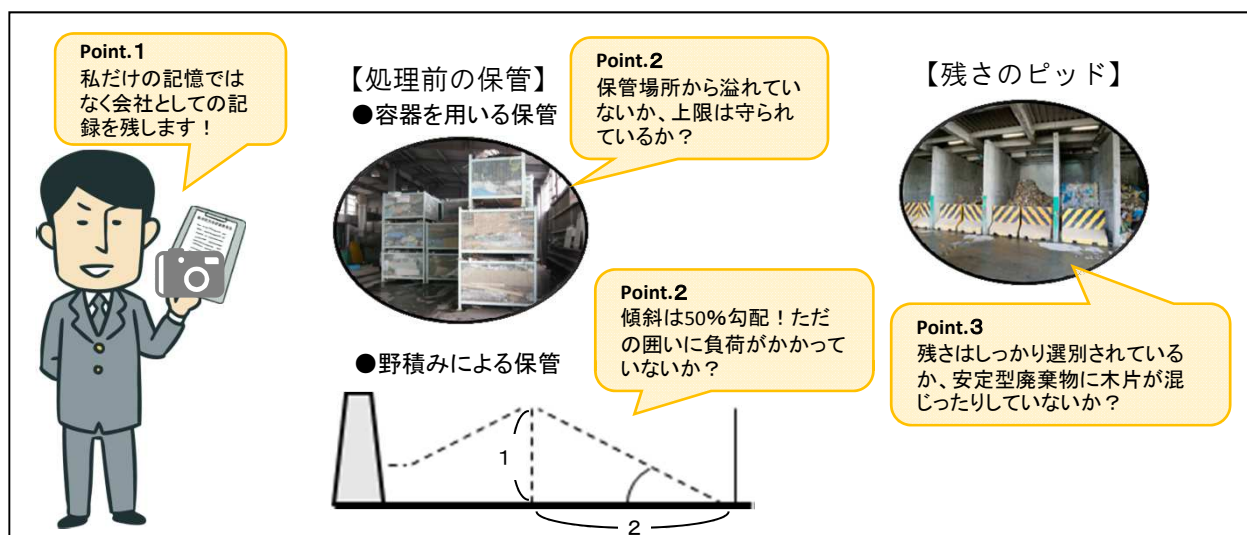 Point.1
私だけの記憶ではなく会社としての記録を残します！
【処理前の保管】
●容器を用いる保管
Point.2
保管場所から溢れていないか、上限は守られているか？
Point.2
傾斜は50%勾配！ただの囲いに負荷がかかっていないか？
●野積みによる保管
1
2
【残さのピッド】
Point.3
残さはしっかり選別されているか、安定型廃棄物に木片が混じったりしていないか？